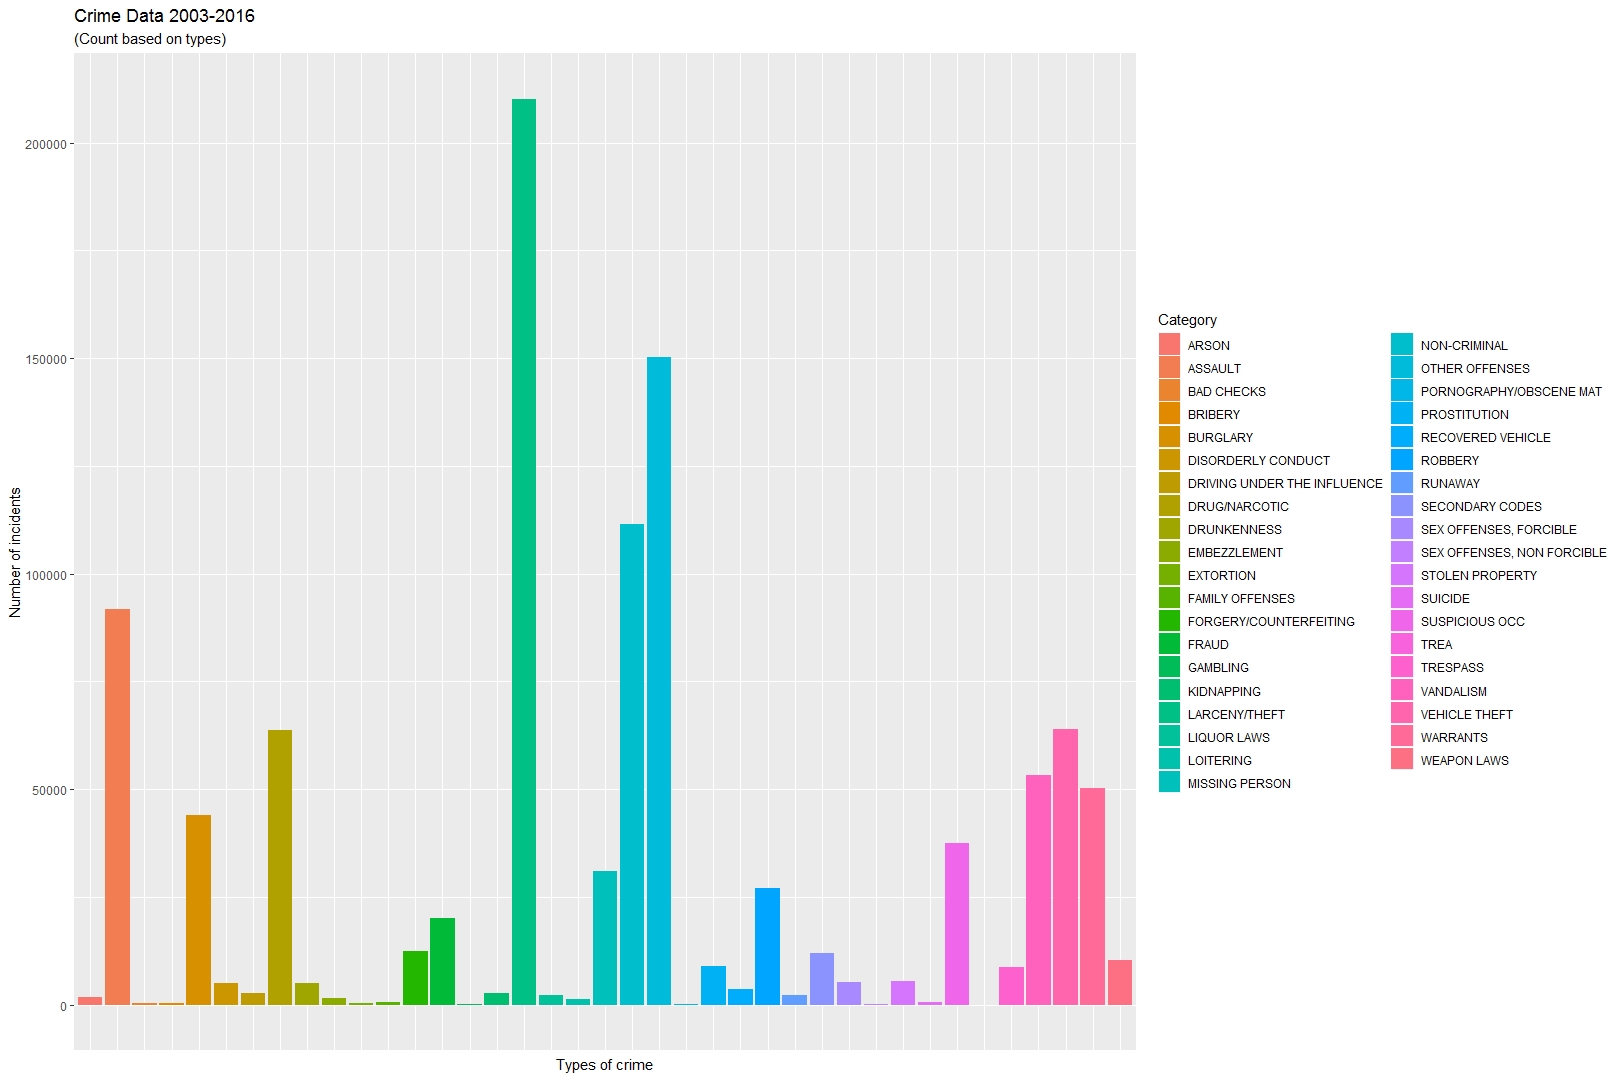 Crime Data 2003-2016
(Count based on types)
Number of incidents
200000
150000
100000
50000
0
Types of crime
Category
ARSON
ASSAULT
BAD CHECKS
BRIBERY
BURGLARY
DISORDERLY CONDUCT
DRIVING UNDER THE INFLUENCE
DRUG/NARCOTIC
DRUNKENNESS
EMBEZZLEMENT
EXTORTION
FAMILY OFFENSES
FORGERY/COUNTERFEITING
FRAUD
GAMBLING
KIDNAPPING
LARCENY/THEFT
LIQUOR LAWS
LOITERING
MISSING PERSON
NON-CRIMINAL
OTHER OFFENSES
PORNOGRAPHY/OBSCENE MAT
PROSTITUTION
RECOVERED VEHICLE
ROBBERY
RUNAWAY
SECONDARY CODES
SEX OFFENSES, FORCIBLE
SEX OFFENSES, NON FORCIBLE
STOLEN PROPERTY
SUICIDE
SUSPICIOUS OCC
TREA
TRESPASS
VANDALISM
VEHICLE THEFT
WARRANTS
WEAPON LAWS